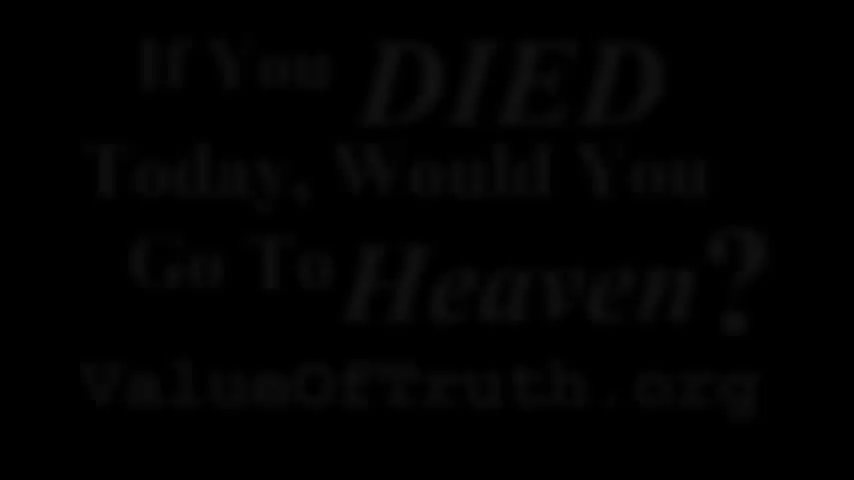 If You DIED
Today, Would You
Go To Heaven?
ValueOfTruth.org